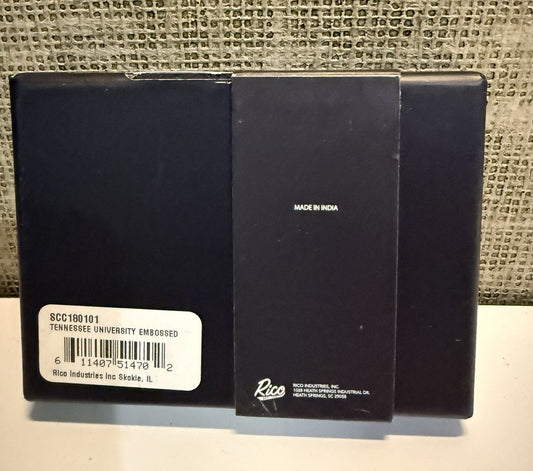 MADE IN INDIA
SCC180101
TENNESSEE UNIVERSITY EMBOSSED
6 11407 51470 2
Rico Industries Inc Skokie, IL
Rico
RICO INDUSTRIES, INC.
1028 HEATH SPRINGS INDUSTRIAL DR.
HEATH SPRINGS, SC 29058